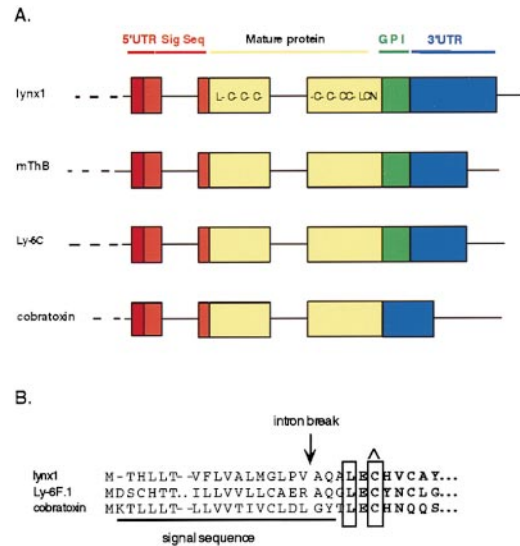 A.
5'UTR Sig Seq Mature protein GPI 3'UTR
lynx1
L- C- C- C- -C- C- CC- LCN
mThB
Ly-6C
cobratoxin
B.
intron break
lynx1 M-THLLT--VFLVALMGLPVAQALECHVCAY...
Ly-6F.1 MDSCHTT..ILLVVLLCAERAQGLECYNCLG...
cobratoxin MKTLLLT--LLVVTIVCLDLGYTLECHNQQS...
signal sequence